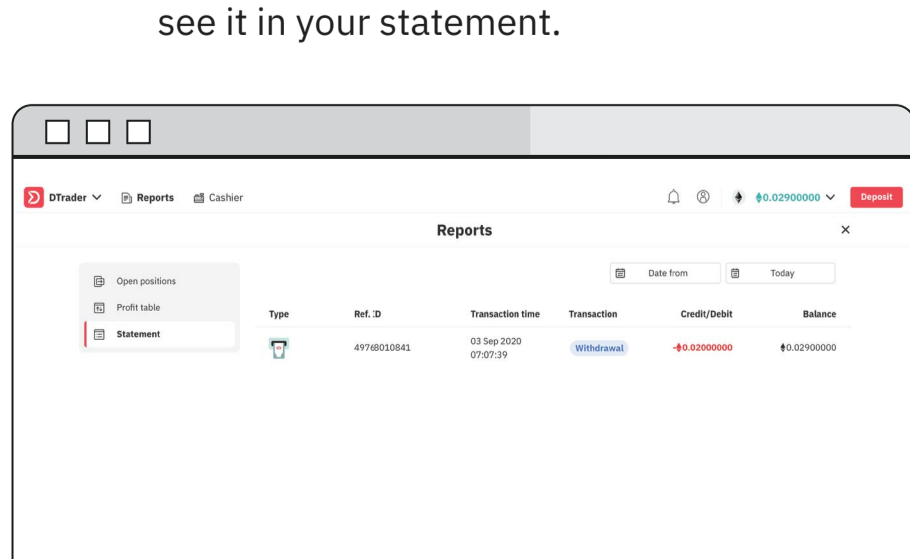 see it in your statement.
DTrader Reports Cashier 0.02900000 Deposit
Reports
Date from Today
Open positions
Profit table
Statement
Type Ref. ID Transaction time Transaction Credit/Debit Balance
49768010841 03 Sep 2020 07:07:39 Withdrawal -0.02000000 0.02900000